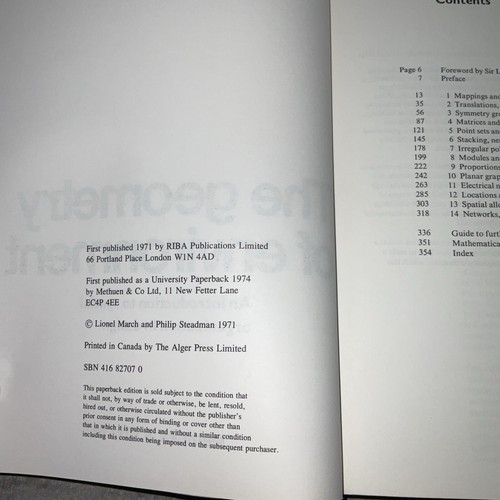 First published 1971 by RIBA Publications Limited
66 Portland Place London W1N 4AD
First published as a University Paperback 1974
by Methuen & Co Ltd, 11 New Fetter Lane
EC4P 4EE
© Lionel March and Philip Steadman 1971
Printed in Canada by The Alger Press Limited
SBN 416 82707 0
This paperback edition is sold subject to the condition that
it shall not, by way of trade or otherwise, be lent, resold,
hired out, or otherwise circulated without the publisher's
prior consent in any form of binding or cover other than
that in which it is published and without a similar condition
including this condition being imposed on the subsequent purchaser.
Contents
Page 6 Foreword by Sir
7 Preface
13 1 Mappings
35 2 Translations,
56 3 Symmetry
87 4 Matrices and
121 5 Point sets and
145 6 Stacking,
178 7 Irregular
199 8 Modules
222 9 Proportions
242 10 Planar
263 11 Electrical
285 12 Locations
303 13 Spatial
318 14 Networks,
336 Guide to
351 Mathematical
354 Index